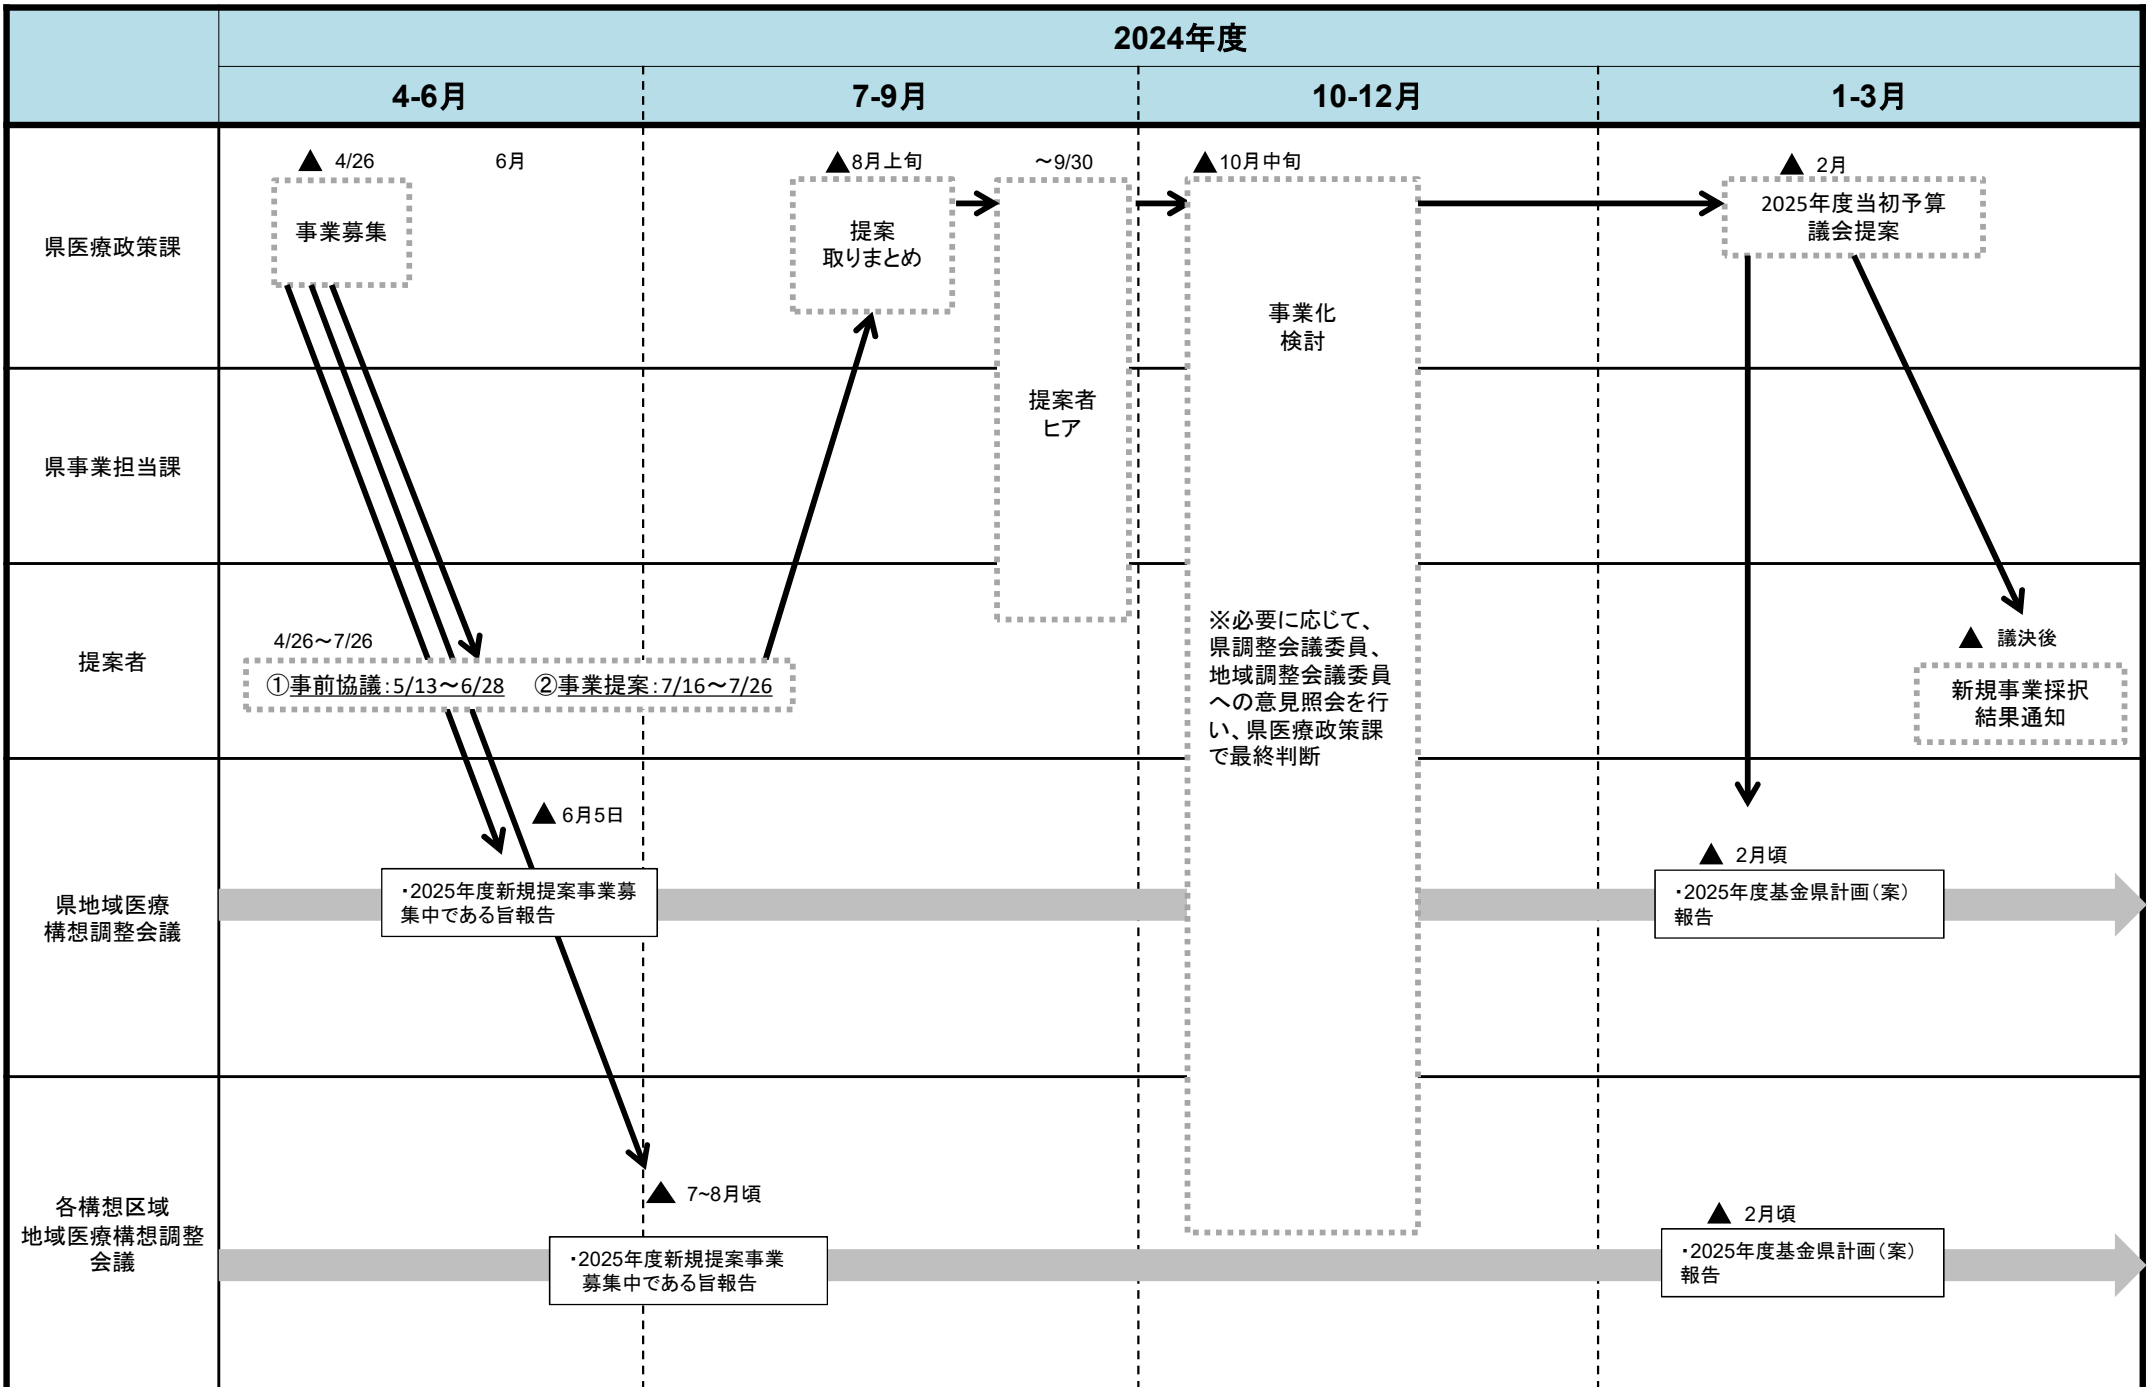 2024年度
4-6月
7-9月
10-12月
1-3月
県医療政策課
▲ 4/26
6月
事業募集
▲8月上旬
提案
取りまとめ
～9/30
提案者
ヒア
▲10月中旬
事業化
検討
※必要に応じて、
県調整会議委員、
地域調整会議委員
への意見照会を行
い、県医療政策課
で最終判断
▲ 2月
2025年度当初予算
議会提案
県事業担当課
提案者
4/26～7/26
①事前協議：5/13～6/28 ②事業提案：7/16～7/26
▲ 議決後
新規事業採択
結果通知
県地域医療
構想調整会議
▲ 6月5日
・2025年度新規提案事業募
集中である旨報告
▲ 2月頃
・2025年度基金県計画（案）
報告
各構想区域
地域医療構想調整
会議
▲ 7~8月頃
・2025年度新規提案事業
募集中である旨報告
▲ 2月頃
・2025年度基金県計画（案）
報告